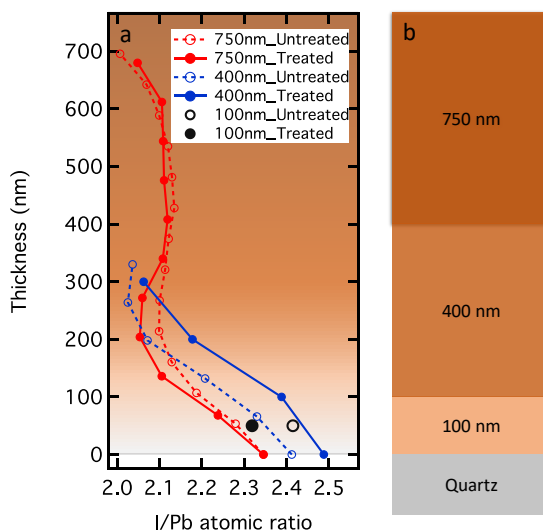 a
750nm_Untreated
750nm_Treated
400nm_Untreated
400nm_Treated
100nm_Untreated
100nm_Treated
Thickness (nm)
700
600
500
400
300
200
100
0
2.0 2.1 2.2 2.3 2.4 2.5
I/Pb atomic ratio
b
750 nm
400 nm
100 nm
Quartz